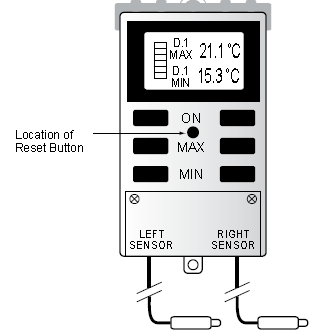 D.1
MAX 21.1 °C
D.1
MIN 15.3 °C
ON
Location of
Reset Button
MAX
MIN
LEFT
SENSOR
RIGHT
SENSOR